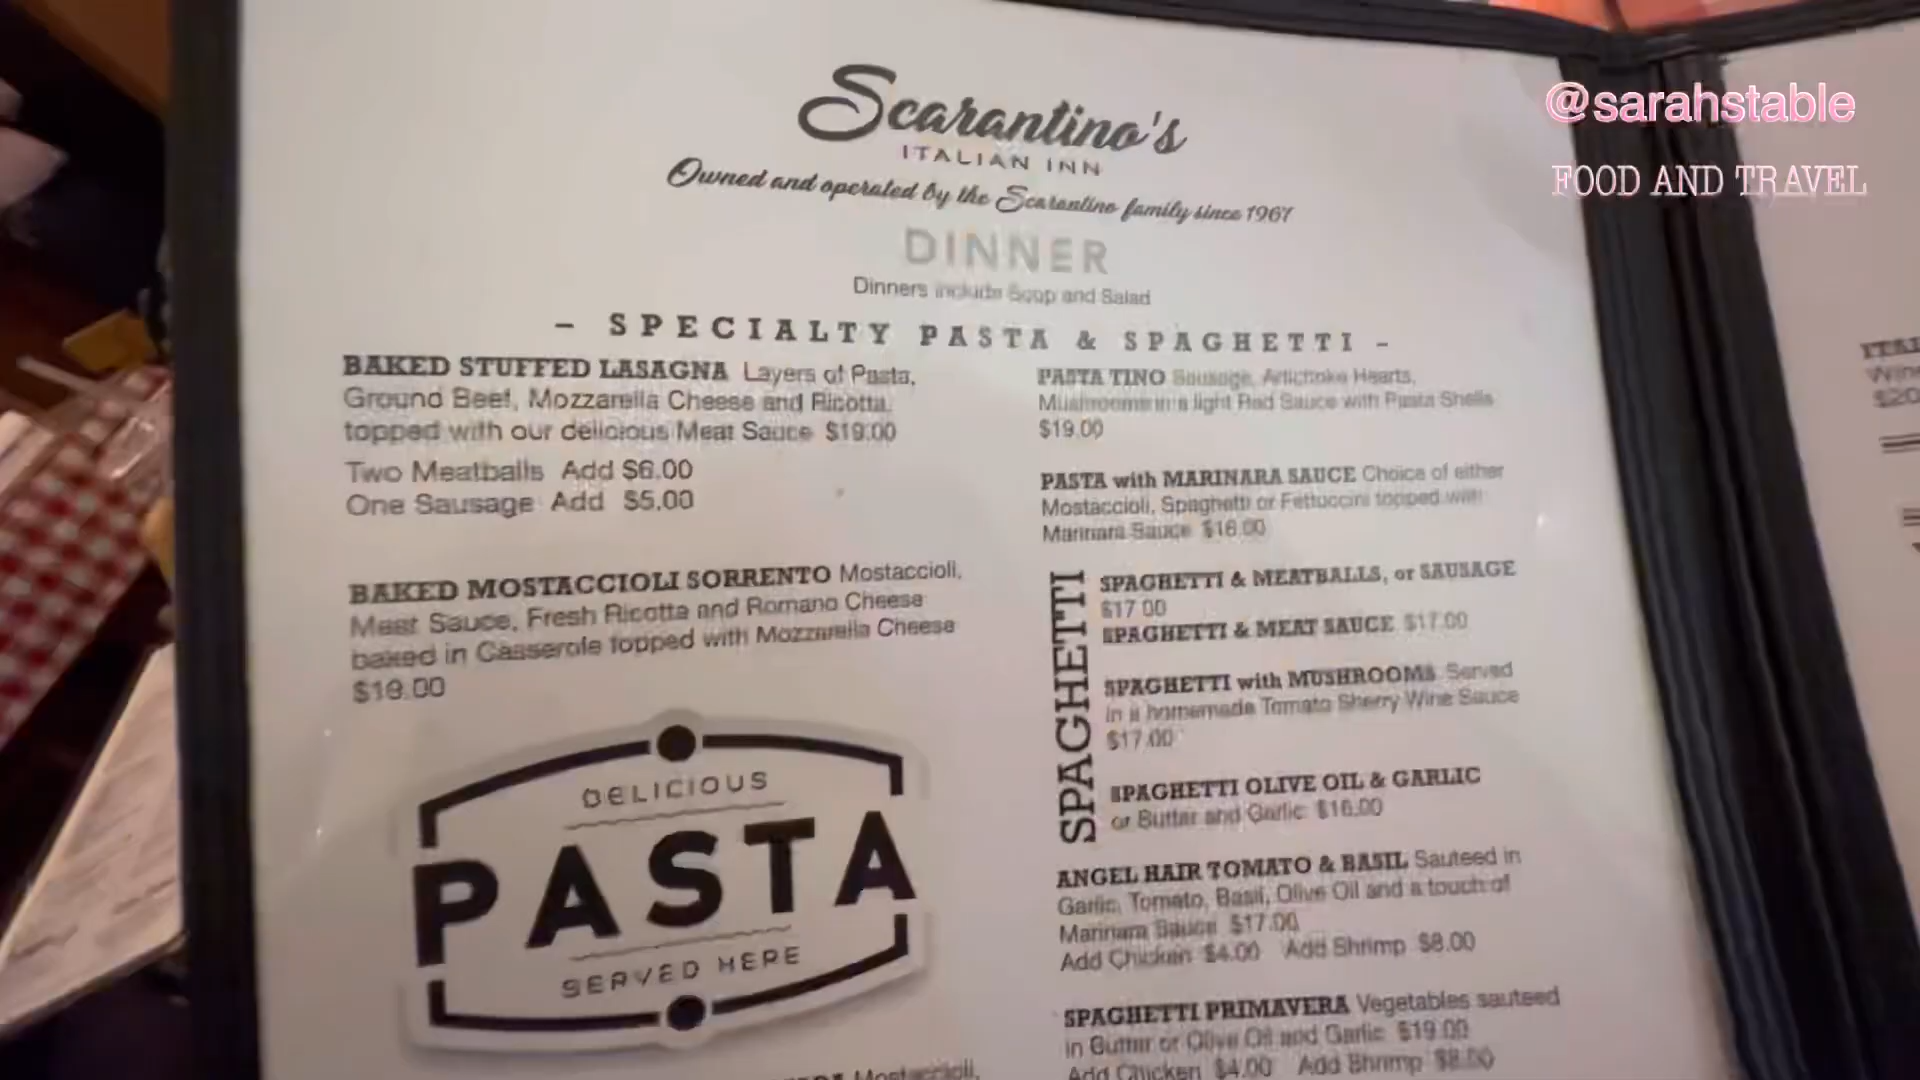 @sarahstable
FOOD AND TRAVEL
Scarantino's
ITALIAN INN
Owned and operated by the Scarantino family since 1967
DINNER
Dinners include Soup and Salad
- SPECIALTY PASTA & SPAGHETTI -
BAKED STUFFED LASAGNA Layers of Pasta,
Ground Beef, Mozzarella Cheese and Ricotta
topped with our delicious Meat Sauce $19.00
Two Meatballs Add $6.00
One Sausage Add $5.00
BAKED MOSTACCIOLI SORRENTO Mostaccioli,
Meat Sauce, Fresh Ricotta and Romano Cheese
baked in Casserole topped with Mozzarella Cheese
DELICIOUS
PASTA
SERVED HERE
Mostaccioli,
PASTA TINO Sausage, Artichoke Hearts,
Mushrooms in a light Red Sauce with Pasta Shells
$19.00
PASTA with MARINARA SAUCE Choice of either
Mostaccioli, Spaghetti or Fettuccini topped with
Marinara Sauce $16.00
SPAGHETTI
SPAGHETTI & MEATBALLS, or SAUSAGE
$17.00
SPAGHETTI & MEAT SAUCE $17.00
SPAGHETTI with MUSHROOMS Served
in a homemade Tomato Sherry Wine Sauce
$17.00
SPAGHETTI OLIVE OIL & GARLIC
or Butter and Garlic $16.00
ANGEL HAIR TOMATO & BASIL Sauteed in
Garlic, Tomato, Basil, Olive Oil and a touch of
Marinara Sauce $17.00
Add Chicken $4.00 Add Shrimp $8.00
SPAGHETTI PRIMAVERA Vegetables sauteed
in Butter or Olive Oil and Garlic $19.00
Add Chicken $4.00 Add Shrimp $8.00